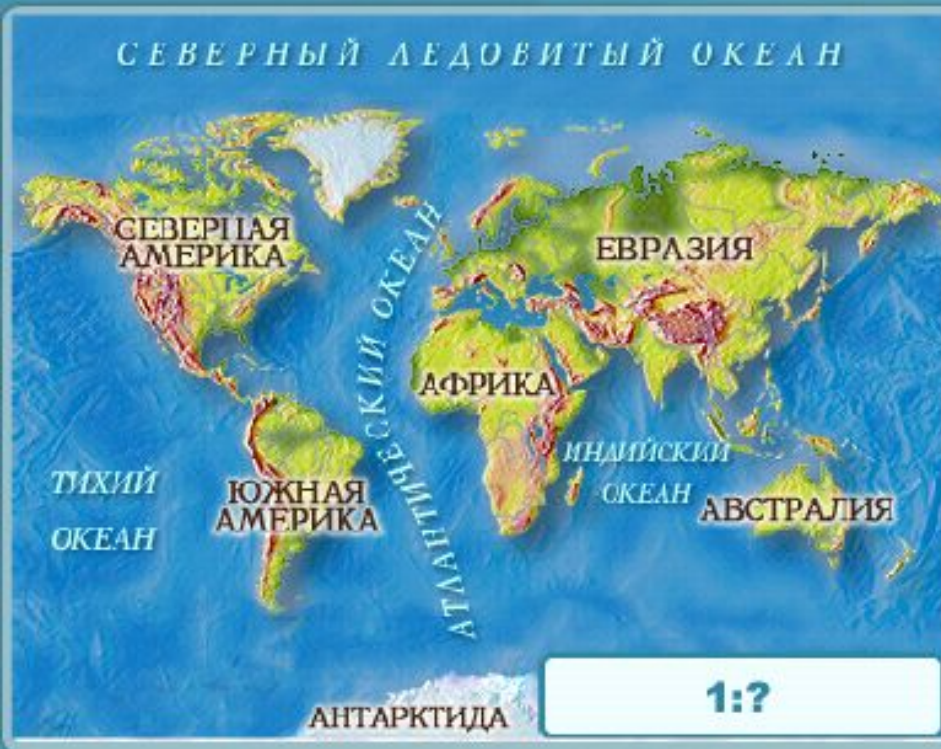 СЕВЕРНЫЙ ЛЕДОВИТЫЙ ОКЕАН
СЕВЕРНАЯ
АМЕРИКА
ЕВРАЗИЯ
АТЛАНТИЧЕСКИЙ ОКЕАН
АФРИКА
ТИХИЙ
ОКЕАН
ЮЖНАЯ
АМЕРИКА
ИНДИЙСКИЙ
ОКЕАН
АВСТРАЛИЯ
АНТАРКТИДА
1:?